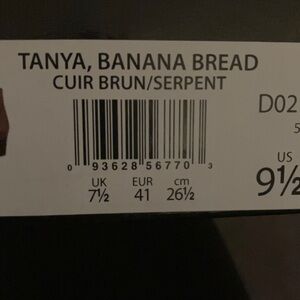 TANYA, BANANA BREAD
CUIR BRUN/SERPENT
D02
0 93628 56770 3
5
UK EUR cm US
7½ 41 26½ 9½